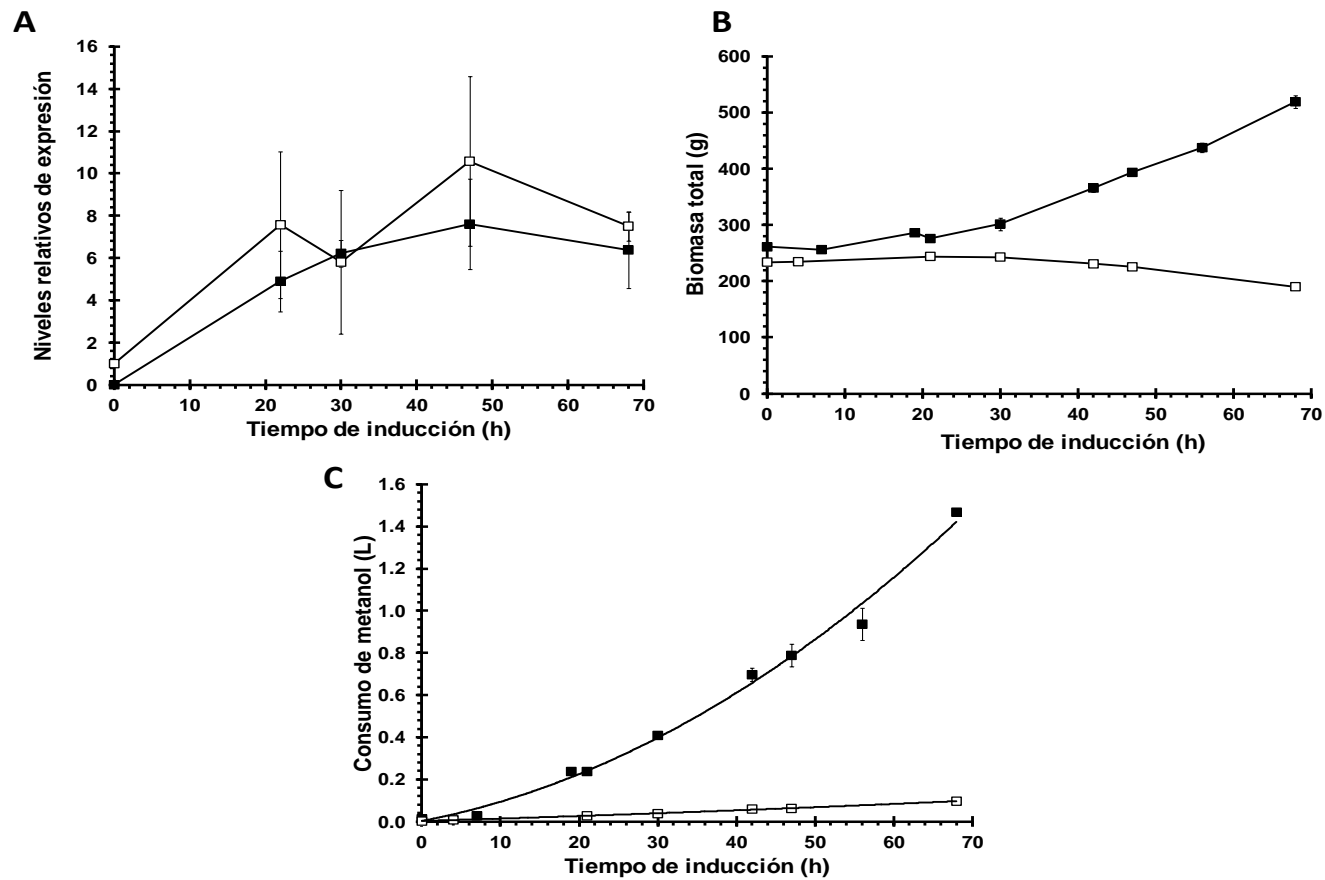 A
Niveles relativos de expresión
16
14
12
10
8
6
4
2
0
0 20 30 50 60 70
Tiempo de inducción (h)
B
Biomasa total (g)
600
500
400
300
200
100
0
0 10 20 30 40 50 60 70
Tiempo de inducción (h)
C
Consumo de metanol (L)
1.6
1.4
1.2
1.0
0.8
0.6
0.4
0.2
0.0
0 10 20 30 40 50 60 70
Tiempo de inducción (h)